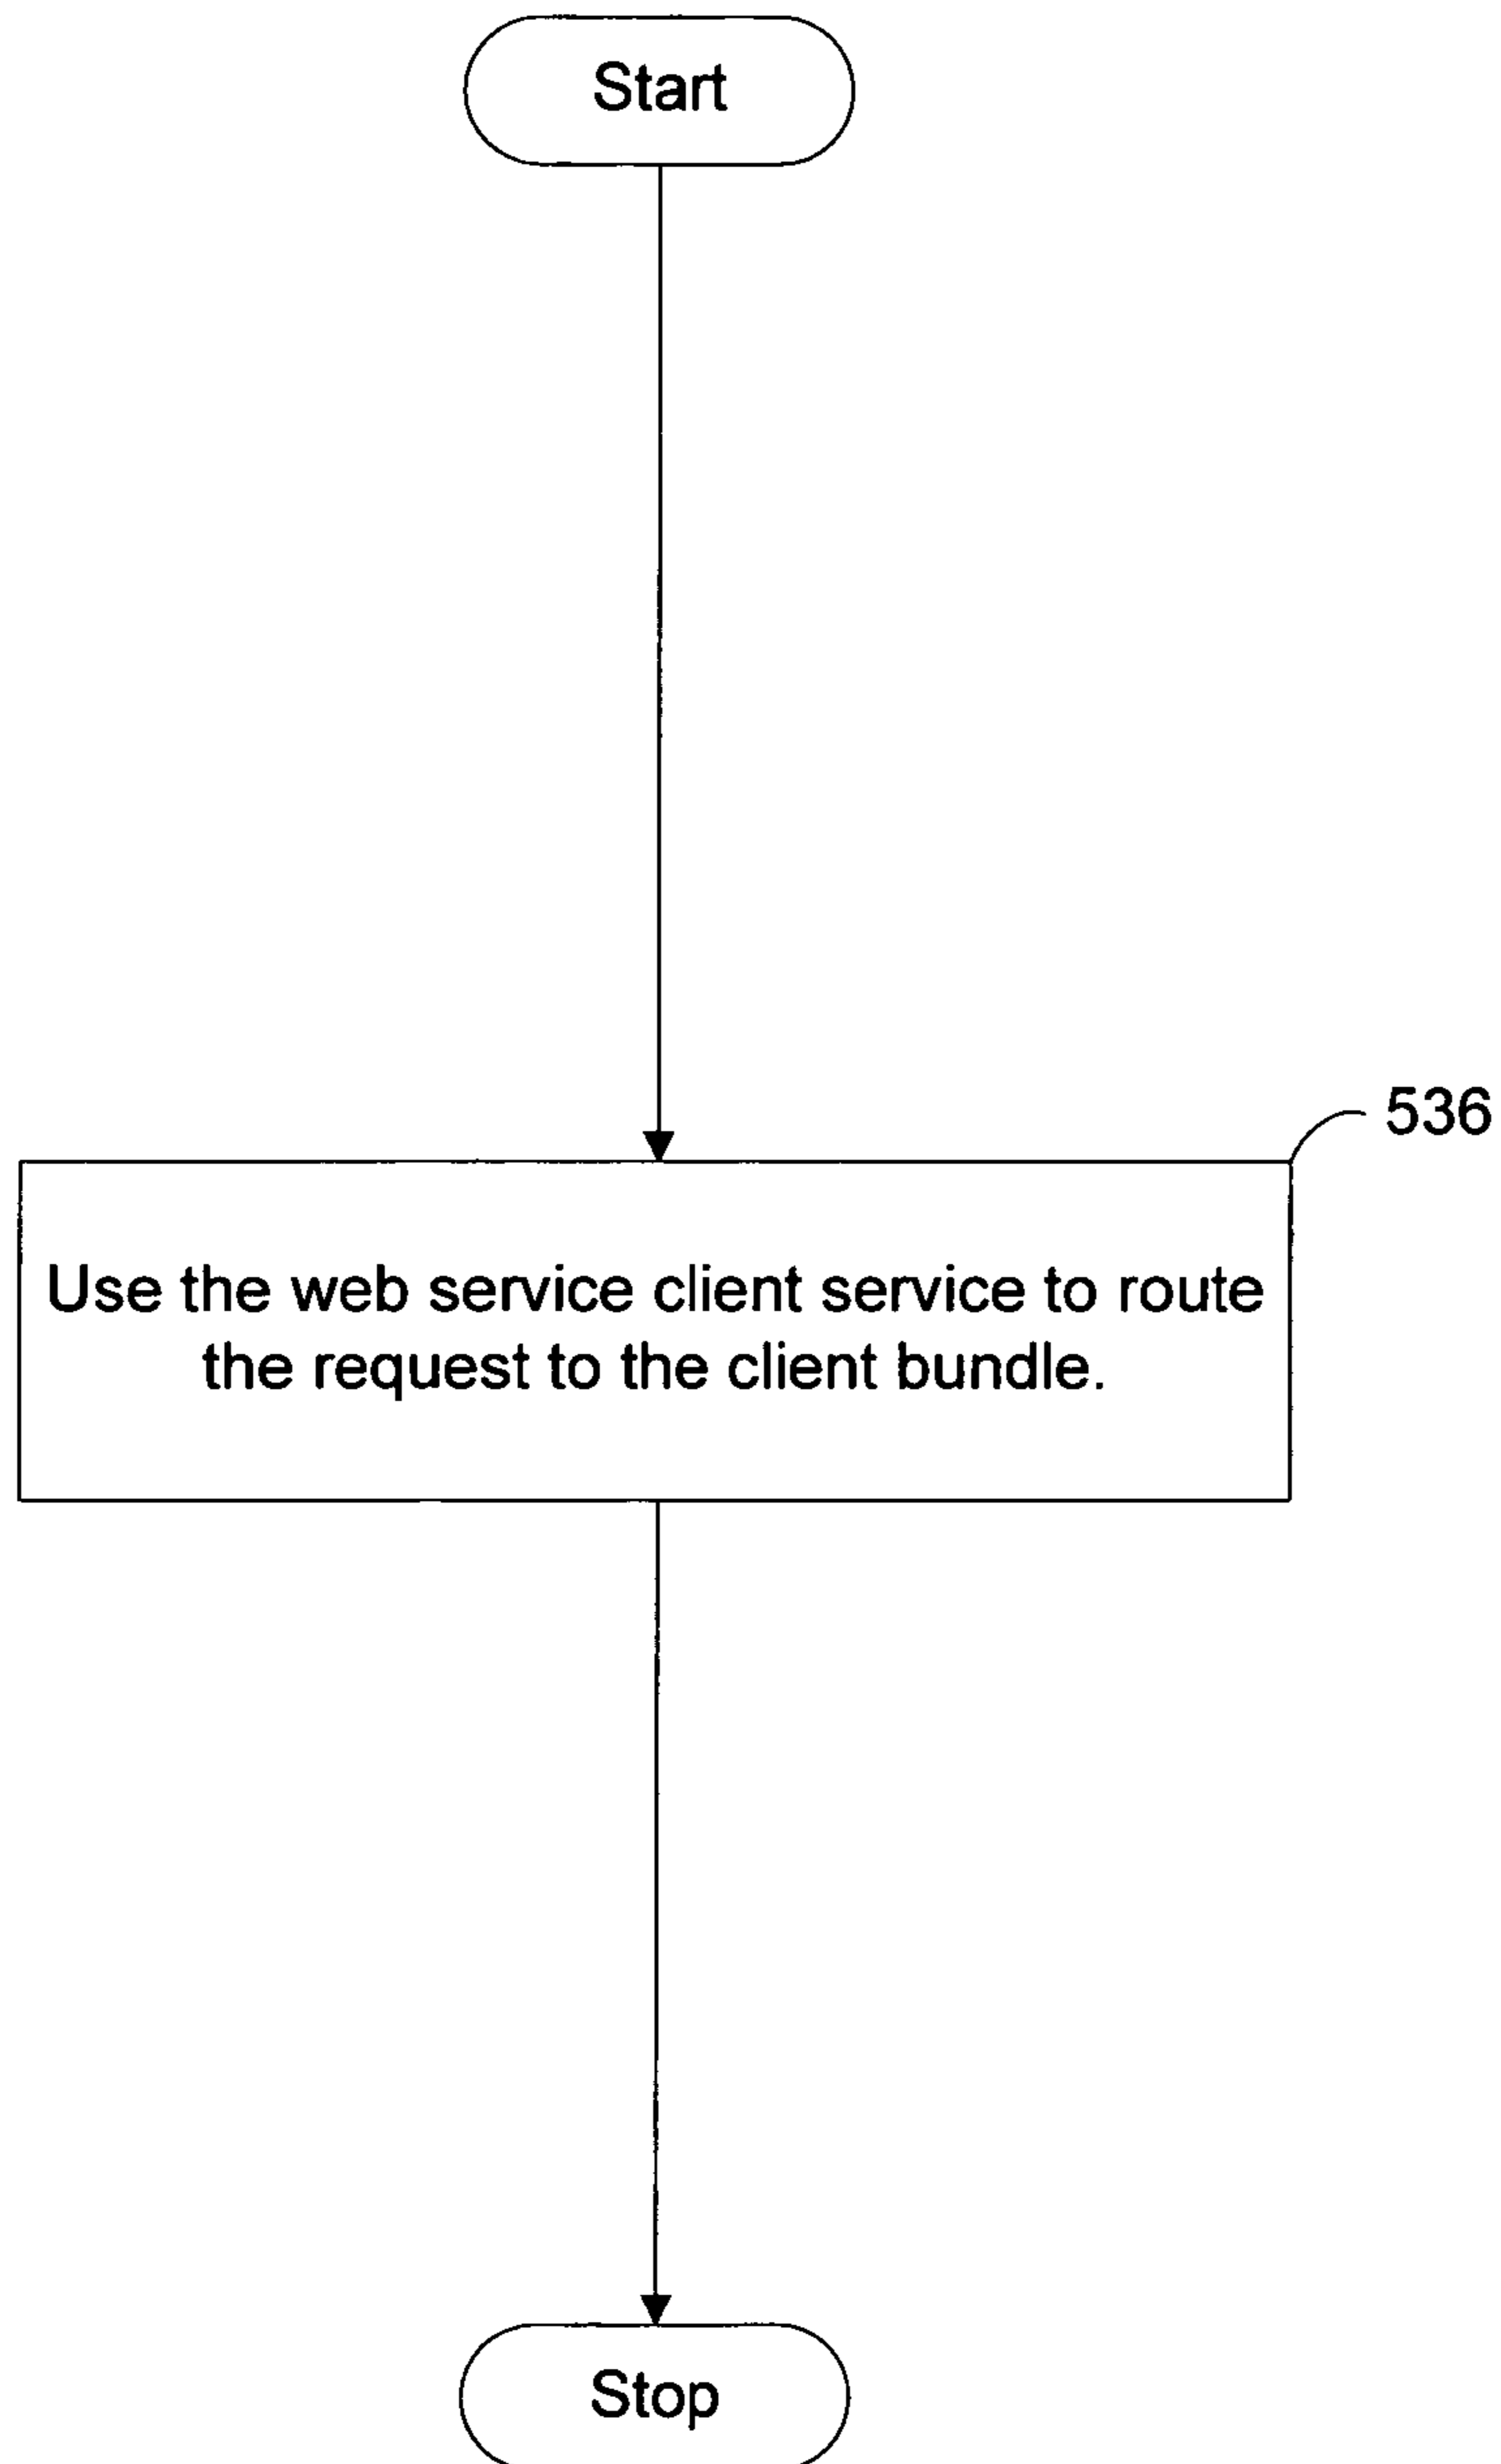 Start
536
Use the web service client service to route
the request to the client bundle.
Stop